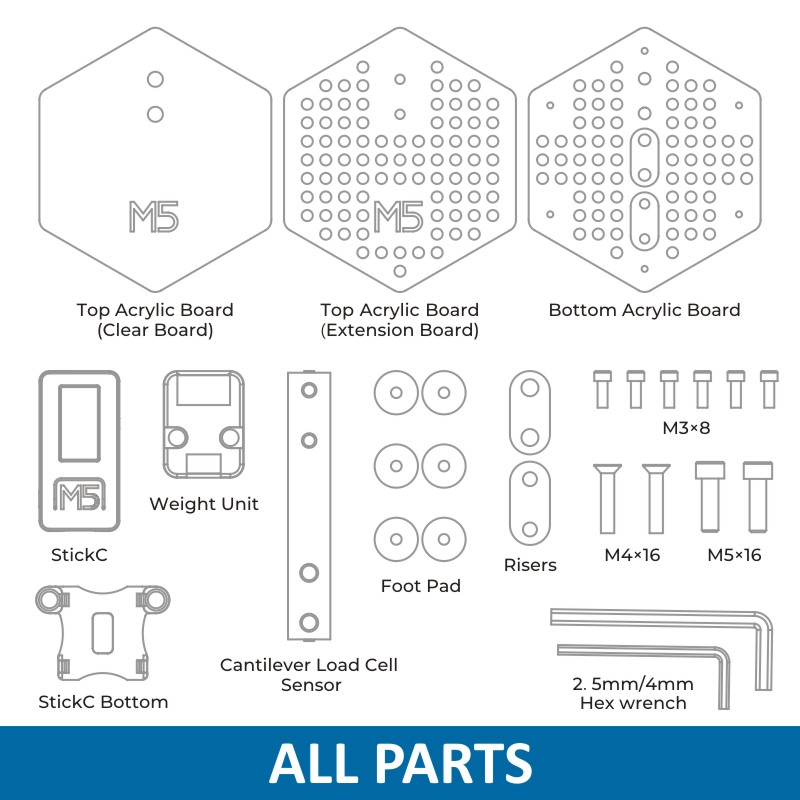 M5
M5
Top Acrylic Board
(Clear Board)
Top Acrylic Board
(Extension Board)
Bottom Acrylic Board
M5
StickC
Weight Unit
Cantilever Load Cell
Sensor
Foot Pad
Risers
M3×8
M4×16
M5×16
StickC Bottom
2. 5mm/4mm
Hex wrench
ALL PARTS